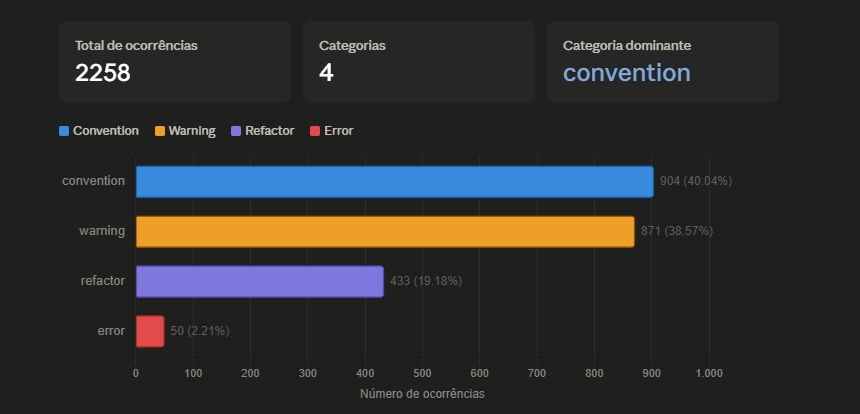 Total de ocorrências
2258
Categorias
4
Categoria dominante
convention
Convention Warning Refactor Error
convention 904 (40.04%)
warning 871 (38.57%)
refactor 433 (19.18%)
error 50 (2.21%)
0 100 200 300 400 500 600 700 800 900 1.000
Número de ocorrências